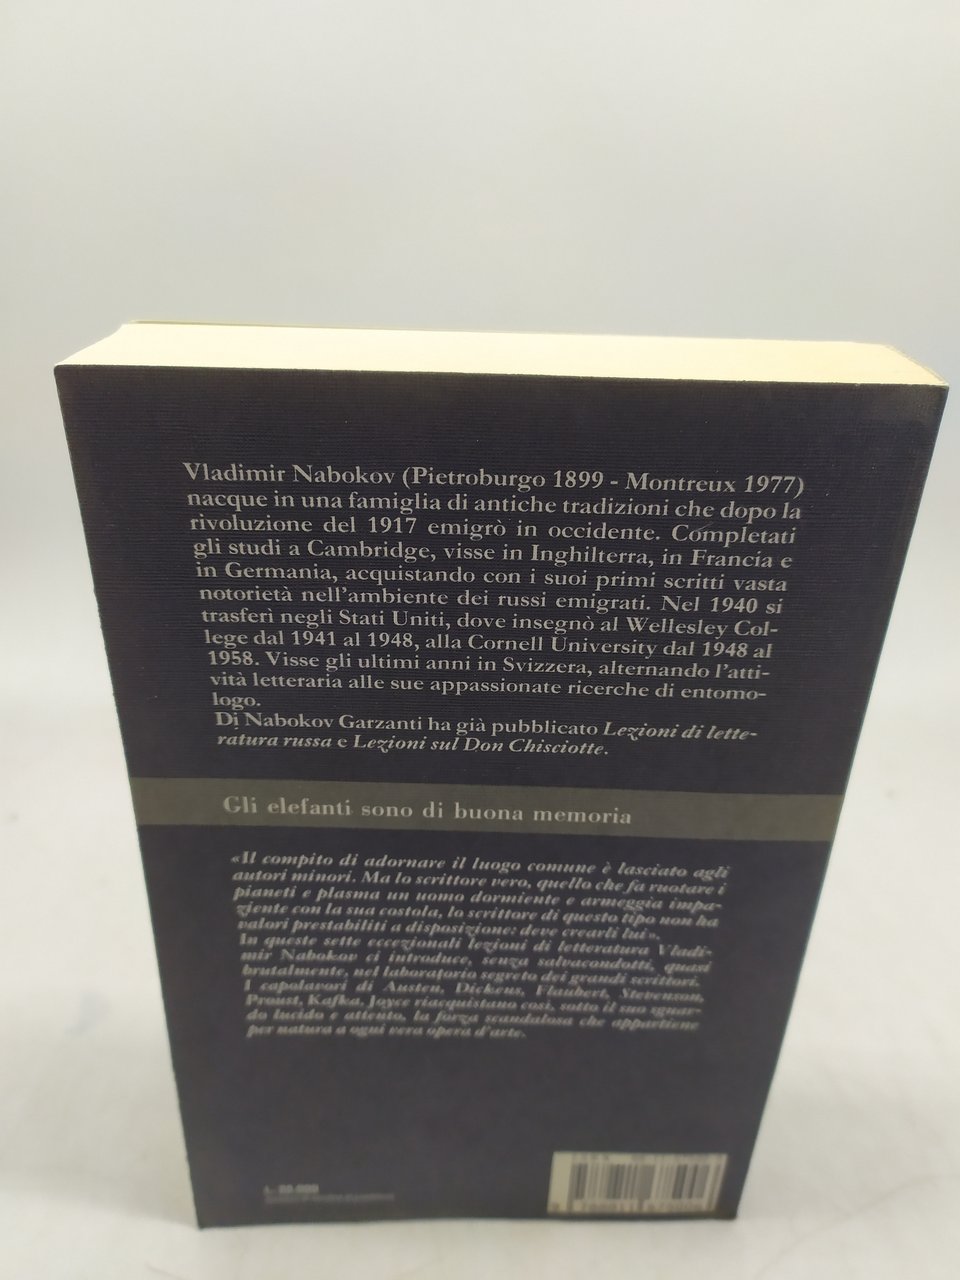 Vladimir Nabokov (Pietroburgo 1899 - Montreux 1977)
nacque in una famiglia di antiche tradizioni che dopo la
rivoluzione del 1917 emigrò in occidente. Completati
gli studi a Cambridge, visse in Inghilterra, in Francia e
in Germania, acquistando con i suoi primi scritti vasta
notorietà nell'ambiente dei russi emigrati. Nel 1940 si
trasferì negli Stati Uniti, dove insegnò al Wellesley Col-
lege dal 1941 al 1948, alla Cornell University dal 1948 al
1958. Visse gli ultimi anni in Svizzera, alternando l'atti-
vità letteraria alle sue appassionate ricerche di entomo-
logo.
Di Nabokov Garzanti ha già pubblicato Lezioni di lette-
ratura russa e Lezioni sul Don Chisciotte.
Gli elefanti sono di buona memoria
«Il compito di adornare il luogo comune è lasciato agli
autori minori. Ma lo scrittore vero, quello che fa ruotare i
pianeti e plasma un uomo dormiente e armeggia impa-
ziente con la sua costola, lo scrittore di questo tipo non ha
valori prestabiliti a disposizione: deve crearli lui».
In queste sette eccezionali lezioni di letteratura Vladi-
mir Nabokov ci introduce, senza salvacondotti, quasi
brutalmente, nel laboratorio segreto dei grandi scrittori.
I capolavori di Austen, Dickens, Flaubert, Stevenson,
Proust, Kafka, Joyce riacquistano così, sotto il suo sguar-
do lucido e attento, la forza scandalosa che appartiene
per natura a ogni vera opera d'arte.